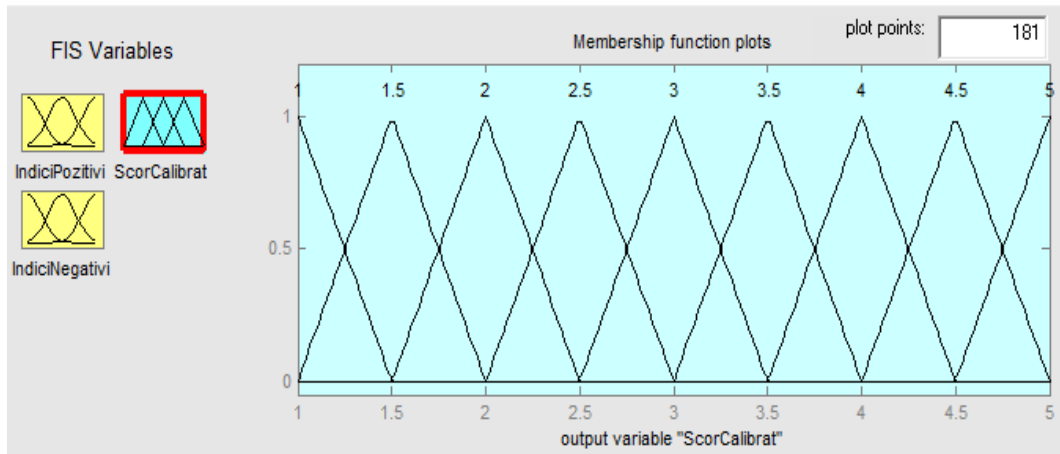 FIS Variables
IndiciPozitivi
ScorCalibrat
IndiciNegativi
plot points:
181
Membership function plots
1 1.5 2 2.5 3 3.5 4 4.5 5
1
0.5
0
1 1.5 2 2.5 3 3.5 4 4.5 5
output variable "ScorCalibrat"